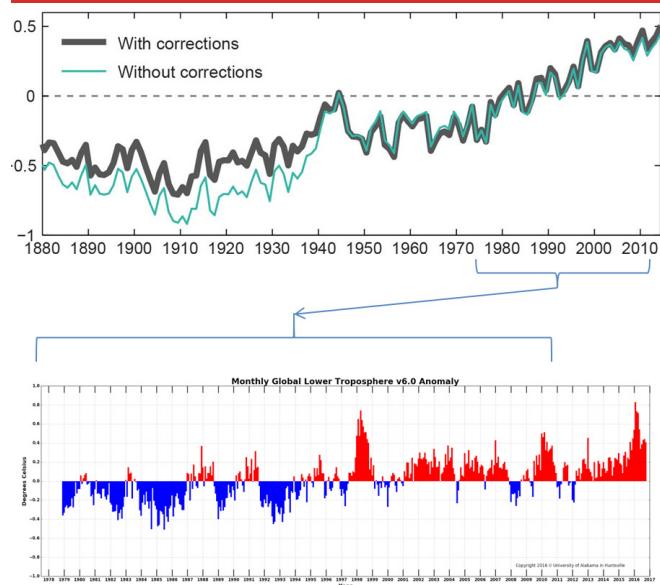 0.5
With corrections
Without corrections
0
−0.5
−1
1880 1890 1900 1910 1920 1930 1940 1950 1960 1970 1980 1990 2000 2010
Monthly Global Lower Troposphere v6.0 Anomaly
1.0
0.8
0.6
0.4
0.2
0.0
−0.2
−0.4
−0.6
−0.8
−1.0
Degrees Celsius
Copyright © 2016 University of Alabama in Huntsville
1978 1979 1980 1981 1982 1983 1984 1985 1986 1987 1988 1989 1990 1991 1992 1993 1994 1995 1996 1997 1998 1999 2000 2001 2002 2003 2004 2005 2006 2007 2008 2009 2010 2011 2012 2013 2014 2015 2016 2017